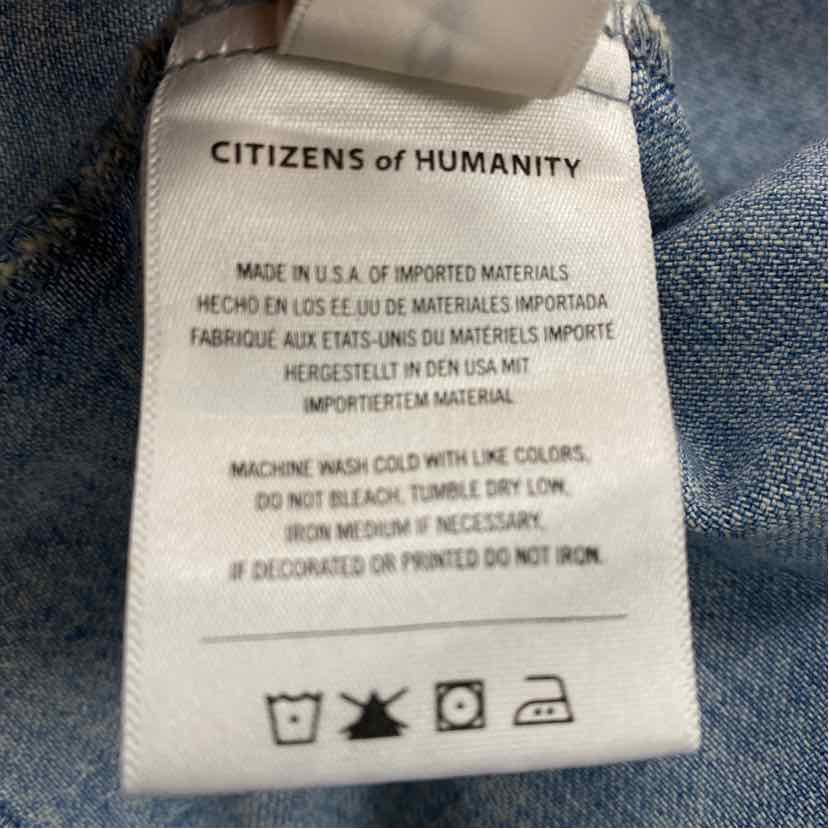 CITIZENS of HUMANITY
MADE IN U.S.A. OF IMPORTED MATERIALS
HECHO EN LOS EE.UU DE MATERIALES IMPORTADA
FABRIQUÉ AUX ETATS-UNIS DU MATÉRIELS IMPORTÉ
HERGESTELLT IN DEN USA MIT
IMPORTIERTEM MATERIAL
MACHINE WASH COLD WITH LIKE COLORS,
DO NOT BLEACH, TUMBLE DRY LOW,
IRON MEDIUM IF NECESSARY,
IF DECORATED OR PRINTED DO NOT IRON.